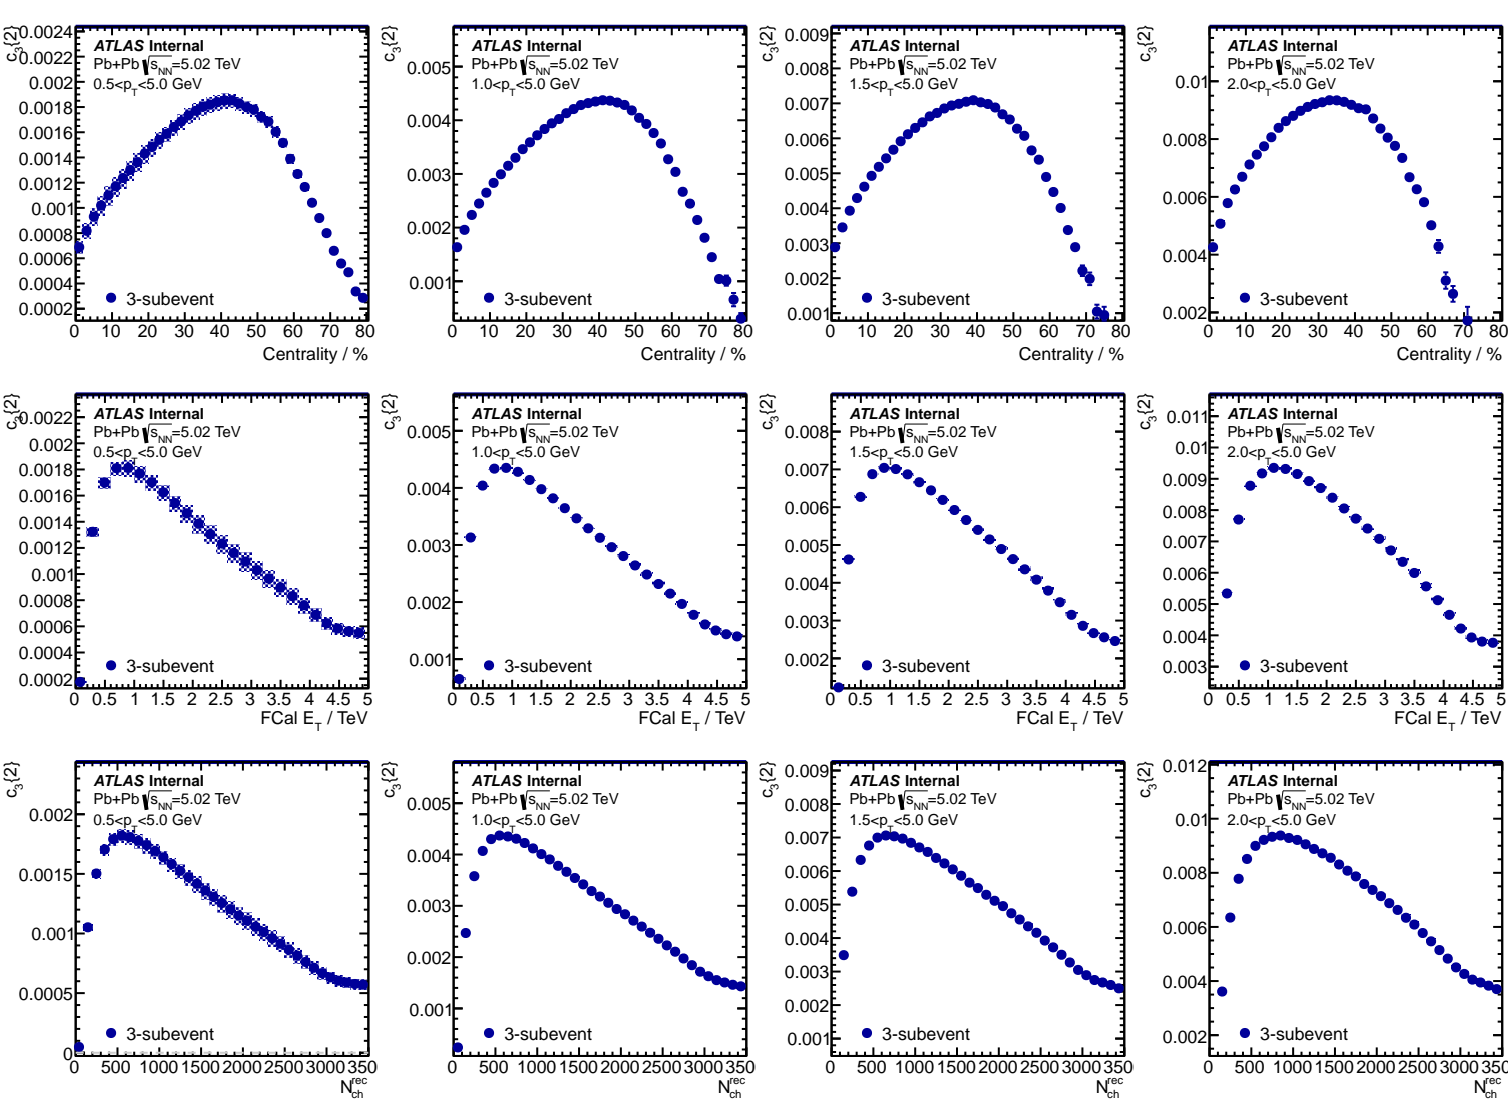 c3{2}
0.0024
0.0022
0.002
0.0018
0.0016
0.0014
0.0012
0.001
0.0008
0.0006
0.0004
0.0002
ATLAS Internal
Pb+Pb √sNN=5.02 TeV
0.5<pT<5.0 GeV
3-subevent
0 10 20 30 40 50 60 70 80
Centrality / %
c3{2}
0.005
0.004
0.003
0.002
0.001
ATLAS Internal
Pb+Pb √sNN=5.02 TeV
1.0<pT<5.0 GeV
3-subevent
0 10 20 30 40 50 60 70 80
Centrality / %
c3{2}
0.009
0.008
0.007
0.006
0.005
0.004
0.003
0.002
0.001
ATLAS Internal
Pb+Pb √sNN=5.02 TeV
1.5<pT<5.0 GeV
3-subevent
0 10 20 30 40 50 60 70 80
Centrality / %
c3{2}
0.01
0.008
0.006
0.004
0.002
ATLAS Internal
Pb+Pb √sNN=5.02 TeV
2.0<pT<5.0 GeV
3-subevent
0 10 20 30 40 50 60 70 80
Centrality / %
c3{2}
0.0022
0.002
0.0018
0.0016
0.0014
0.0012
0.001
0.0008
0.0006
0.0004
0.0002
ATLAS Internal
Pb+Pb √sNN=5.02 TeV
0.5<pT<5.0 GeV
3-subevent
0 0.5 1 1.5 2 2.5 3 3.5 4 4.5 5
FCal ET / TeV
c3{2}
0.005
0.004
0.003
0.002
0.001
ATLAS Internal
Pb+Pb √sNN=5.02 TeV
1.0<pT<5.0 GeV
3-subevent
0 0.5 1 1.5 2 2.5 3 3.5 4 4.5 5
FCal ET / TeV
c3{2}
0.008
0.007
0.006
0.005
0.004
0.003
0.002
ATLAS Internal
Pb+Pb √sNN=5.02 TeV
1.5<pT<5.0 GeV
3-subevent
0 0.5 1 1.5 2 2.5 3 3.5 4 4.5 5
FCal ET / TeV
c3{2}
0.011
0.01
0.009
0.008
0.007
0.006
0.005
0.004
0.003
ATLAS Internal
Pb+Pb √sNN=5.02 TeV
2.0<pT<5.0 GeV
3-subevent
0 0.5 1 1.5 2 2.5 3 3.5 4 4.5 5
FCal ET / TeV
c3{2}
0.002
0.0015
0.001
0.0005
0
ATLAS Internal
Pb+Pb √sNN=5.02 TeV
0.5<pT<5.0 GeV
3-subevent
0 500 1000 1500 2000 2500 3000 350
Nch rec
c3{2}
0.005
0.004
0.003
0.002
0.001
ATLAS Internal
Pb+Pb √sNN=5.02 TeV
1.0<pT<5.0 GeV
3-subevent
0 500 1000 1500 2000 2500 3000 350
Nch rec
c3{2}
0.009
0.008
0.007
0.006
0.005
0.004
0.003
0.002
0.001
ATLAS Internal
Pb+Pb √sNN=5.02 TeV
1.5<pT<5.0 GeV
3-subevent
0 500 1000 1500 2000 2500 3000 350
Nch rec
c3{2}
0.012
0.01
0.008
0.006
0.004
0.002
ATLAS Internal
Pb+Pb √sNN=5.02 TeV
2.0<pT<5.0 GeV
3-subevent
0 500 1000 1500 2000 2500 3000 350
Nch rec